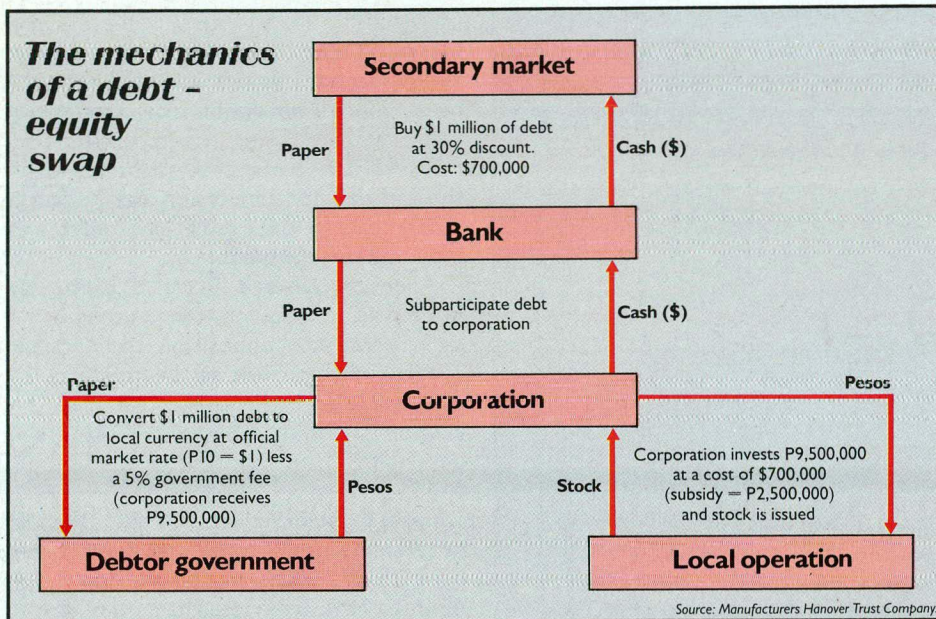 The mechanics
of a debt –
equity
swap
Secondary market
Paper
Buy $1 million of debt
at 30% discount.
Cost: $700,000
Cash ($)
Bank
Paper
Subparticipate debt
to corporation
Cash ($)
Corporation
Paper
Convert $1 million debt to
local currency at official
market rate (P10 = $1) less
a 5% government fee
(corporation receives
P9,500,000)
Pesos
Debtor government
Pesos
Stock
Corporation invests P9,500,000
at a cost of $700,000
(subsidy = P2,500,000)
and stock is issued
Local operation
Source: Manufacturers Hanover Trust Company.